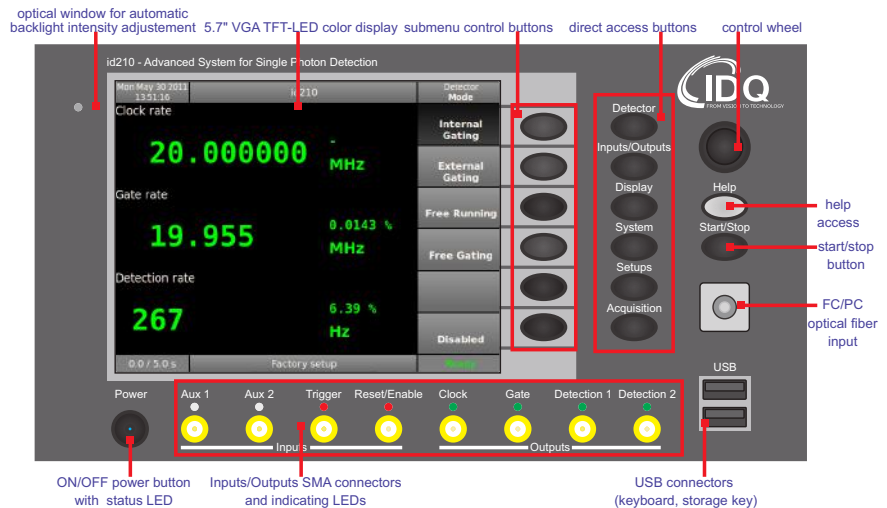 optical window for automatic
backlight intensity adjustement
5.7" VGA TFT-LED color display
submenu control buttons
direct access buttons
control wheel
id210 - Advanced System for Single Photon Detection
IDQ
FROM VISION TO TECHNOLOGY
Mon May 30 2011
13:51:16
id210
Detector
Mode
Clock rate
20.000000
-
MHz
Gate rate
19.955
0.0143 %
MHz
Detection rate
267
6.39 %
Hz
Internal
Gating
External
Gating
Free Running
Free Gating
Disabled
0.0 / 5.0 s
Factory setup
Ready
Detector
Inputs/Outputs
Display
System
Setups
Acquisition
Help
Start/Stop
help
access
start/stop
button
FC/PC
optical fiber
input
USB
Power
Aux 1
Aux 2
Trigger
Reset/Enable
Clock
Gate
Detection 1
Detection 2
Inputs
Outputs
ON/OFF power button
with status LED
Inputs/Outputs SMA connectors
and indicating LEDs
USB connectors
(keyboard, storage key)